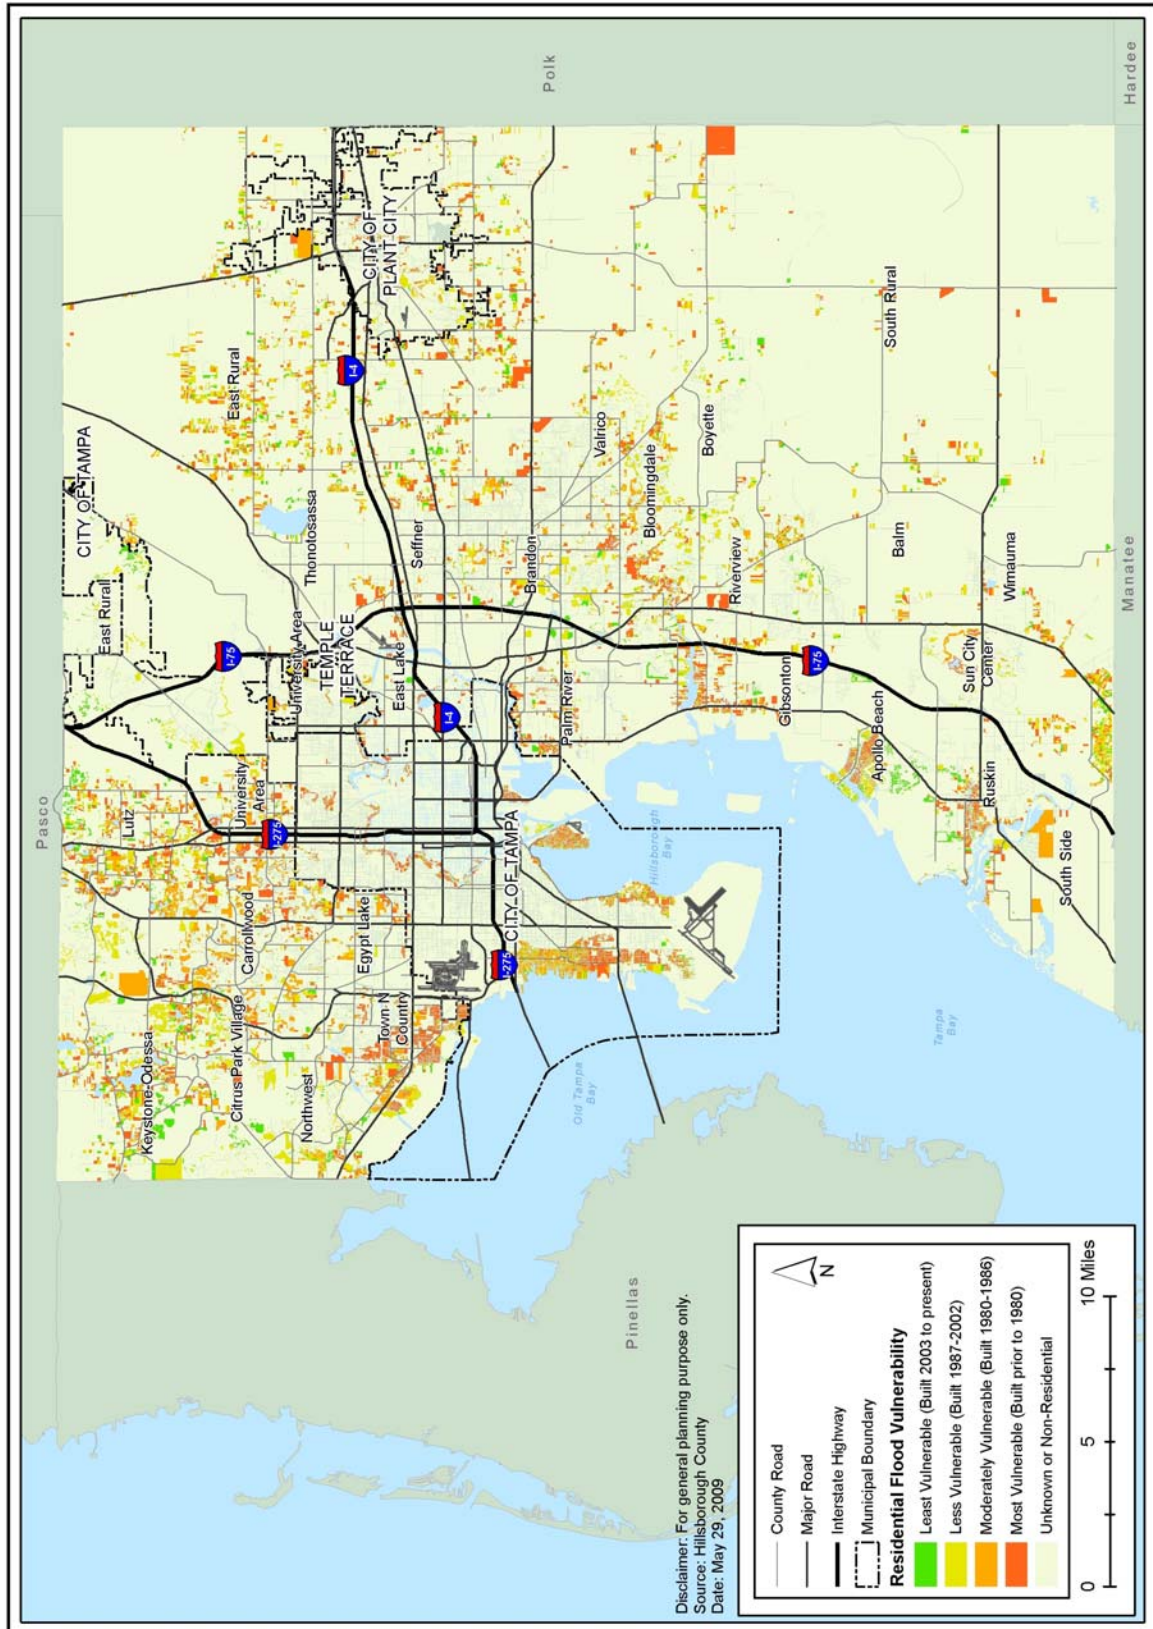 Pasco
Polk
Hardee
Manatee
Pinellas
Keystone-Odessa
Lutz
East Rural
CITY OF TAMPA
Citrus Park Village
Carrollwood
University
Area
I-75
East Rural
Northwest
I-275
University Area
Thonotosassa
Egypt Lake
TEMPLE
TERRACE
I-4
CITY OF
PLANT CITY
Town N
Country
East Lake
Seffner
I-4
I-275
CITY OF TAMPA
Brandon
Palm River
Valrico
Old Tampa
Bay
Hillsborough
Bay
Bloomingdale
Boyette
Riverview
Gibsonton
I-75
Apollo Beach
Balm
South Rural
Tampa
Bay
Sun City
Center
Ruskin
Wimauma
South Side
Disclaimer: For general planning purpose only.
Source: Hillsborough County
Date: May 29, 2009
County Road
Major Road
Interstate Highway
Municipal Boundary
N
Residential Flood Vulnerability
Least Vulnerable (Built 2003 to present)
Less Vulnerable (Built 1987-2002)
Moderately Vulnerable (Built 1980-1986)
Most Vulnerable (Built prior to 1980)
Unknown or Non-Residential
0 5 10 Miles